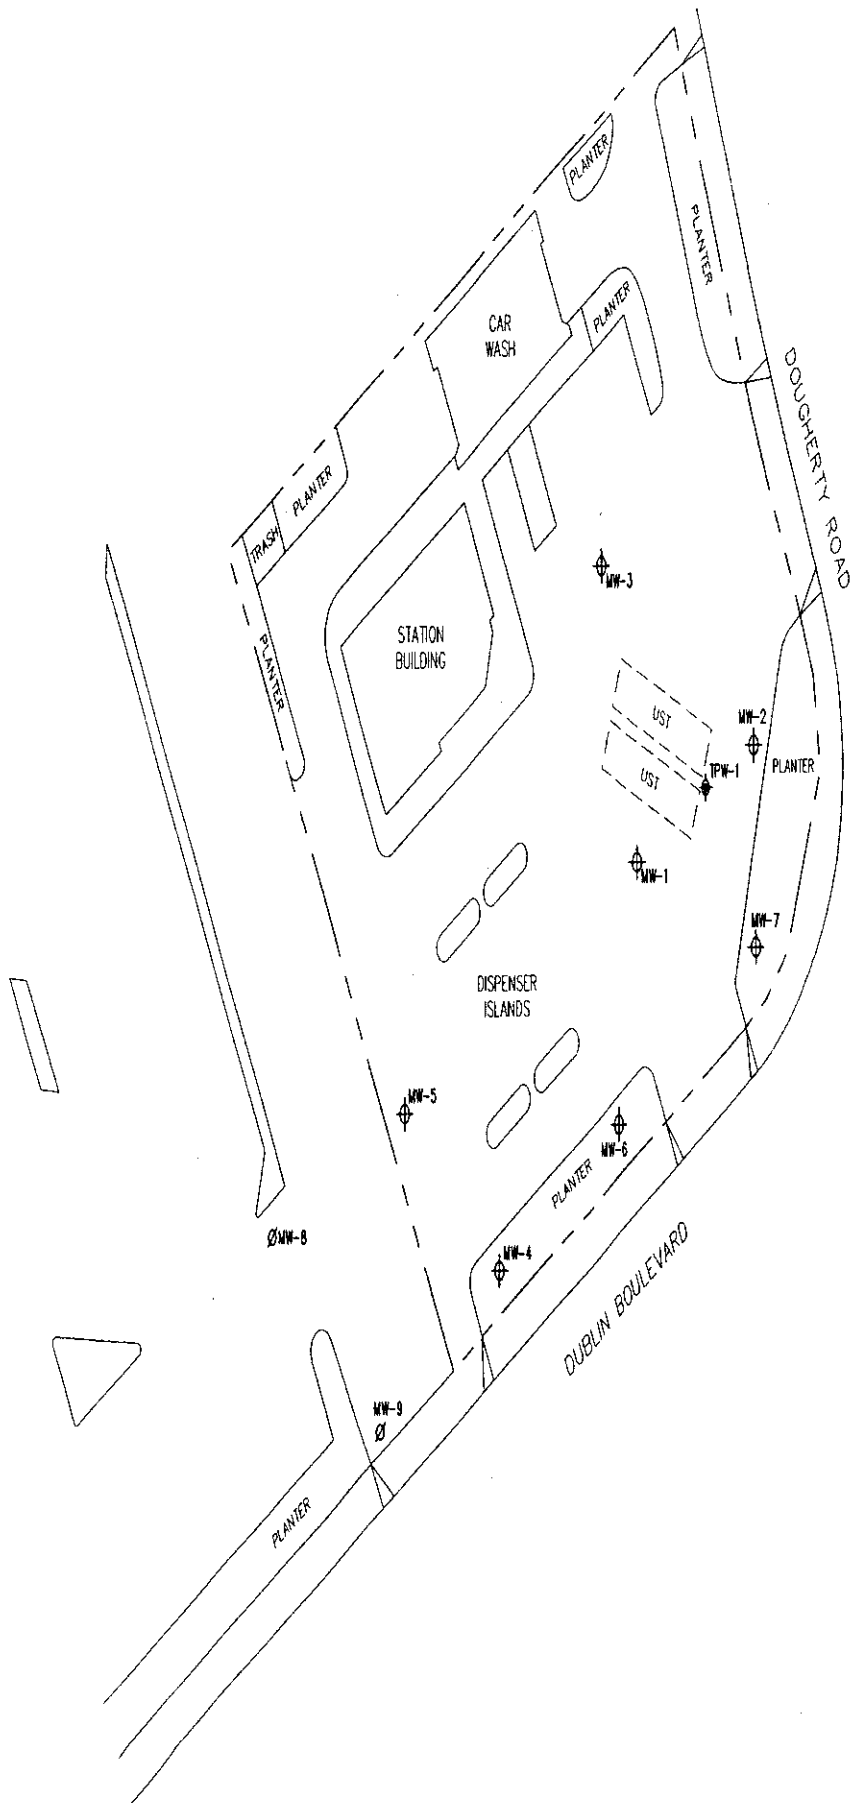 PLANTER
PLANTER
CAR
WASH
PLANTER
DOUGHERTY ROAD
PLANTER
TRASH
MW-3
STATION
BUILDING
PLANTER
UST
MW-2
UST
TPW-1
PLANTER
MW-1
MW-7
DISPENSER
ISLANDS
MW-5
MW-6
PLANTER
MW-8
MW-4
DUBLIN BOULEVARD
MW-9
PLANTER